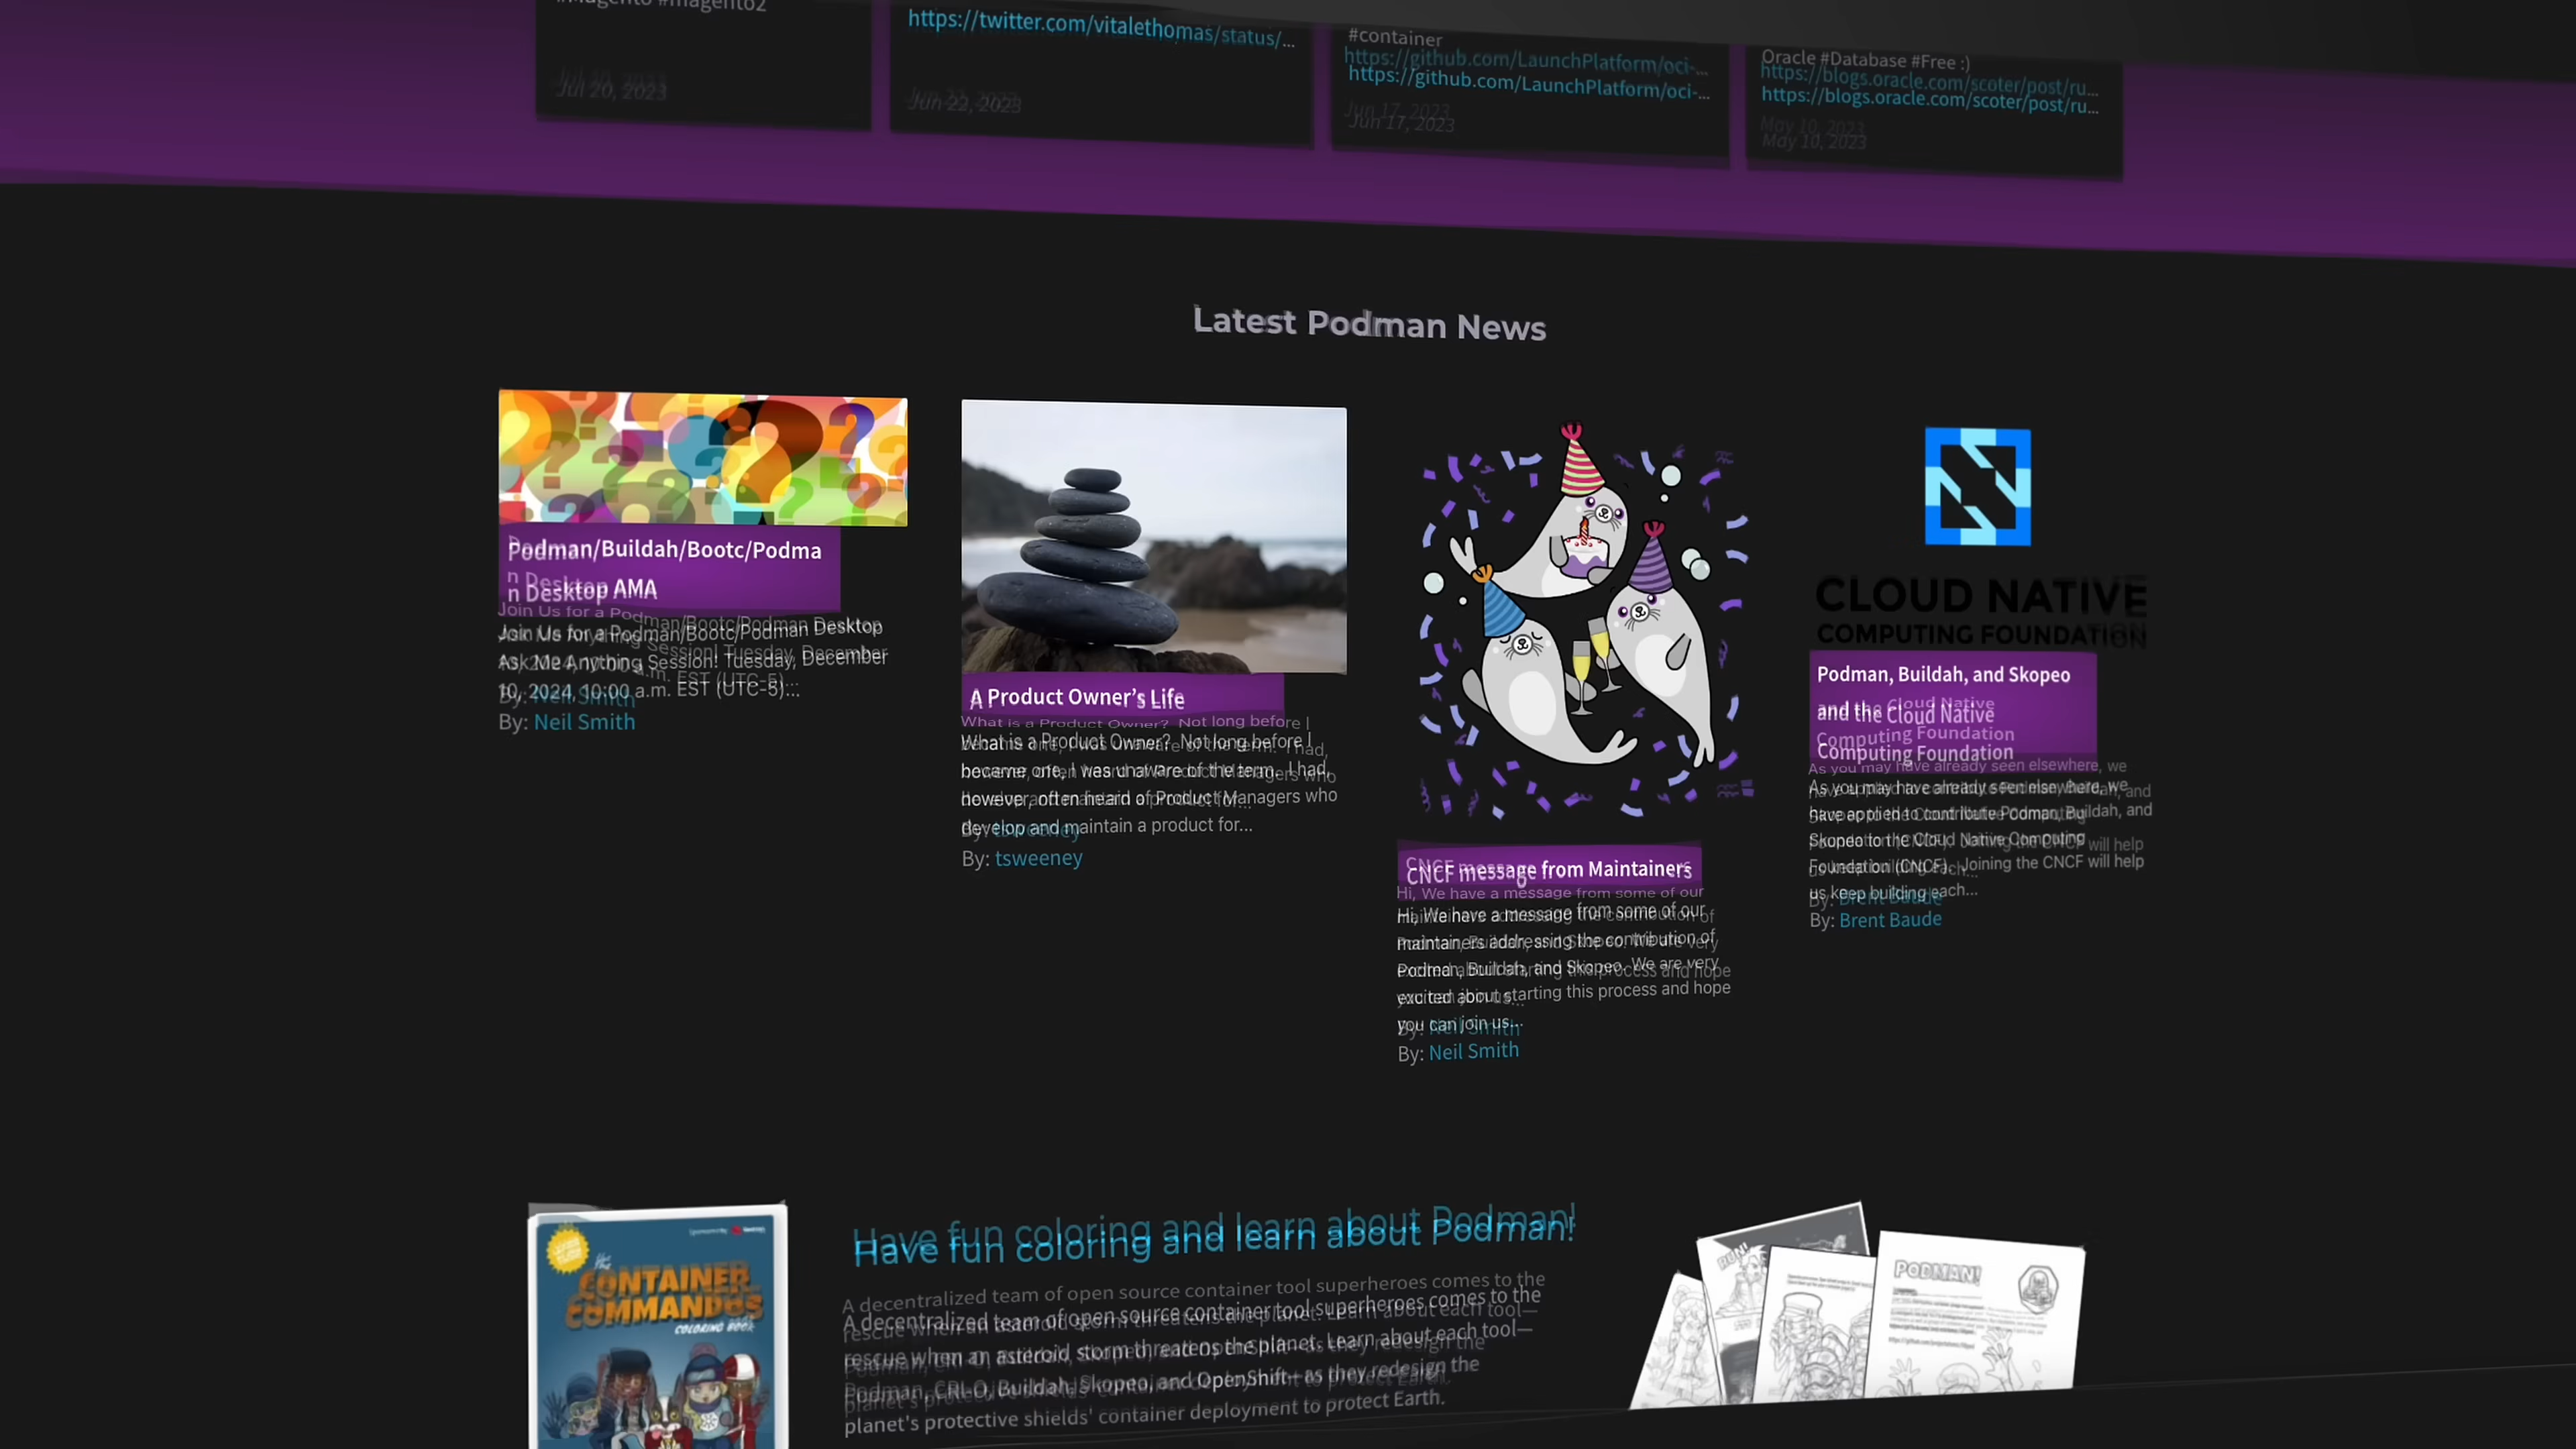 #magento #magento2
Jul 20, 2023
https://twitter.com/vitalethomas/status/...
Jun 22, 2023
#container
https://github.com/LaunchPlatform/oci-...
Jun 17, 2023
Oracle #Database #Free :)
https://blogs.oracle.com/scoter/post/ru...
May 10, 2023
Latest Podman News
Podman/Buildah/Bootc/Podma
n Desktop AMA
Join Us for a Podman/Bootc/Podman Desktop
Ask Me Anything Session! Tuesday, December
10, 2024, 10:00 a.m. EST (UTC-5)...
By: Neil Smith
A Product Owner's Life
What is a Product Owner? Not long before I
became one, I was unaware of the term. I had,
however, often heard of Product Managers who
develop and maintain a product for...
By: tsweeney
CNCF message from Maintainers
Hi, We have a message from some of our
maintainers addressing the contribution of
Podman, Buildah, and Skopeo. We are very
excited about starting this process and hope
you can join us...
By: Neil Smith
CLOUD NATIVE
COMPUTING FOUNDATION
Podman, Buildah, and Skopeo
and the Cloud Native
Computing Foundation
As you may have already seen elsewhere, we
have applied to contribute Podman, Buildah, and
Skopeo to the Cloud Native Computing
Foundation (CNCF). Joining the CNCF will help
us keep building each...
By: Brent Baude
CONTAINER
COMMANDOS
COLORING BOOK
Have fun coloring and learn about Podman!
A decentralized team of open source container tool superheroes comes to the
rescue when an asteroid storm threatens the planet. Learn about each tool—
Podman, CRI-O, Buildah, Skopeo, and OpenShift—as they redesign the
planet's protective shields' container deployment to protect Earth.
PODMAN!